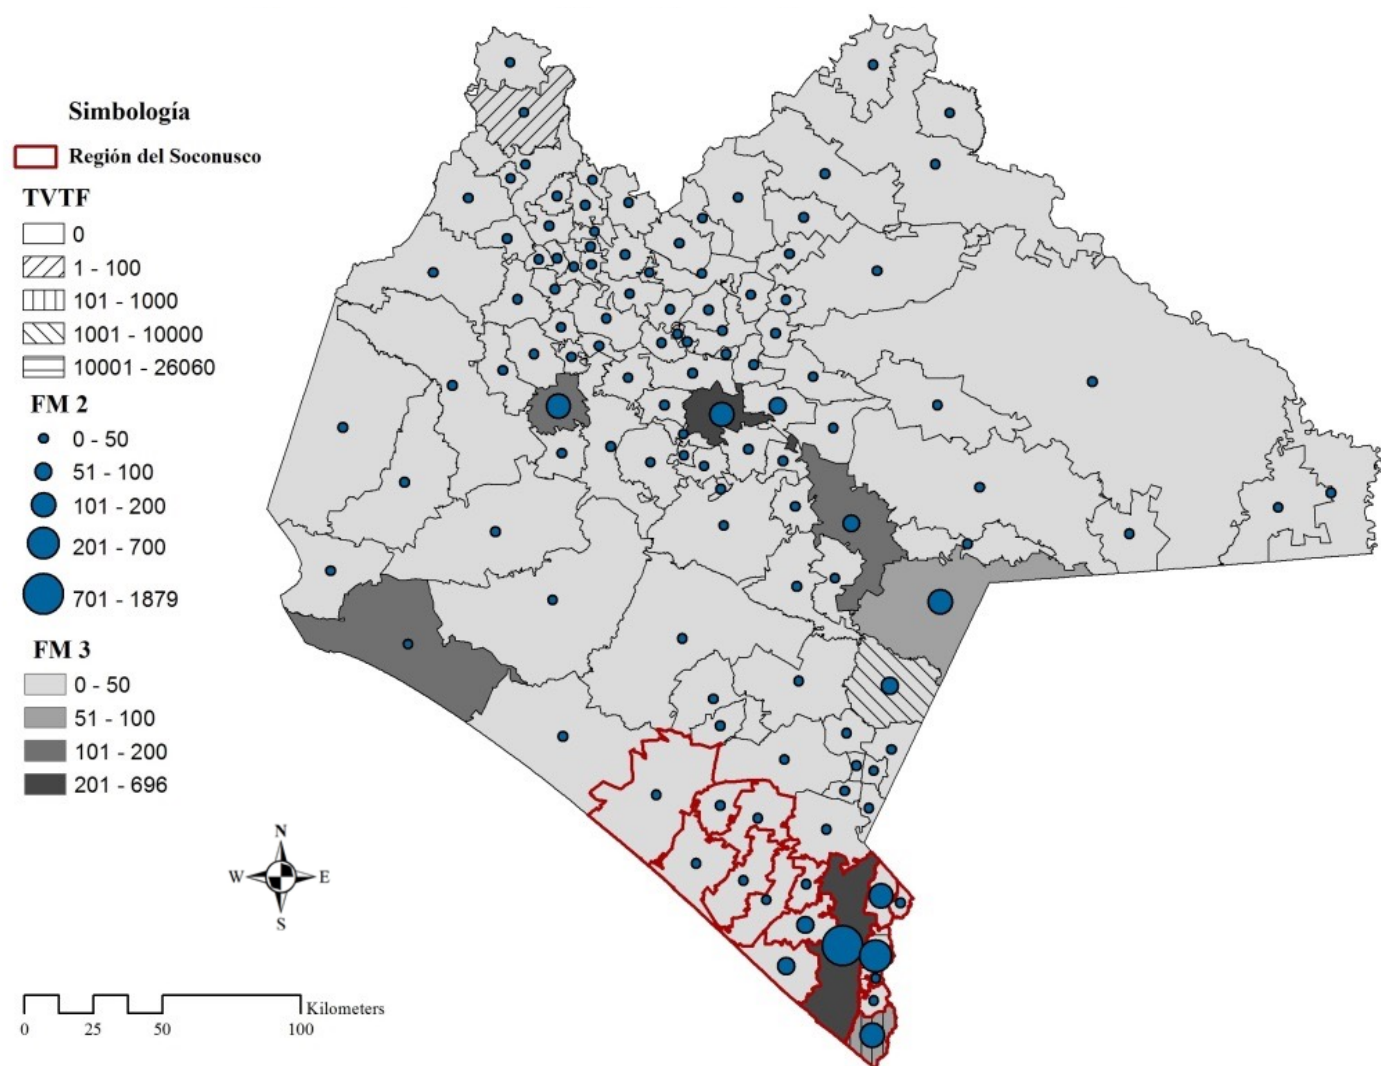 Simbología
Región del Soconusco
TVTF
0
1 - 100
101 - 1000
1001 - 10000
10001 - 26060
FM 2
0 - 50
51 - 100
101 - 200
201 - 700
701 - 1879
FM 3
0 - 50
51 - 100
101 - 200
201 - 696
N
W E
S
Kilometers
0 25 50 100